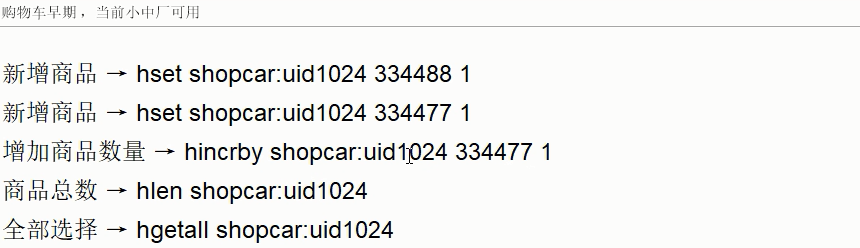 购物车早期，当前小中厂可用
新增商品 → hset shopcar:uid1024 334488 1
新增商品 → hset shopcar:uid1024 334477 1
增加商品数量 → hincrby shopcar:uid1024 334477 1
商品总数 → hlen shopcar:uid1024
全部选择 → hgetall shopcar:uid1024